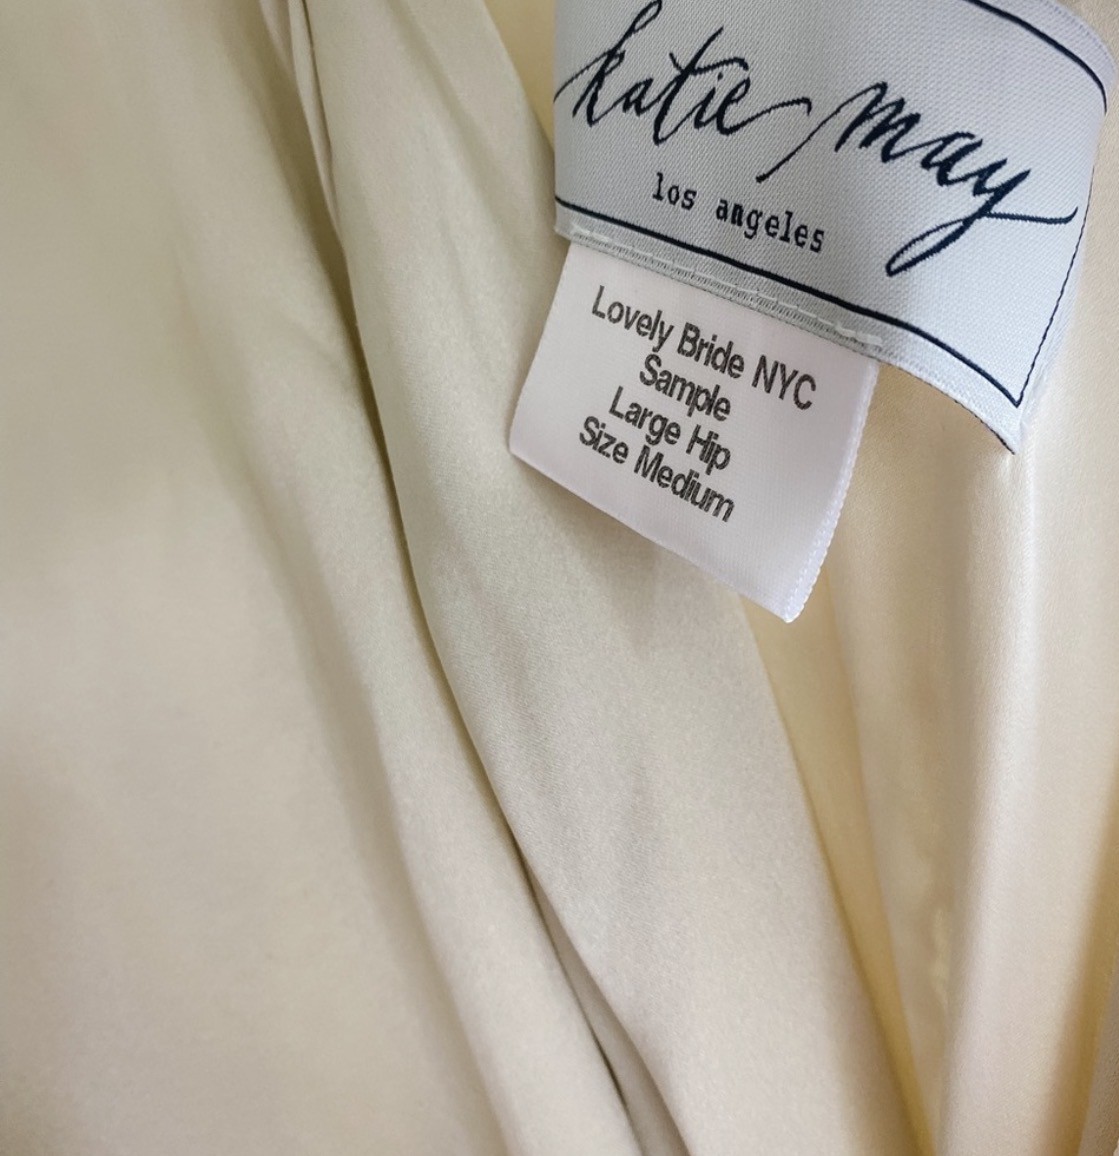 katie may
los angeles
Lovely Bride NYC
Sample
Large Hip
Size Medium